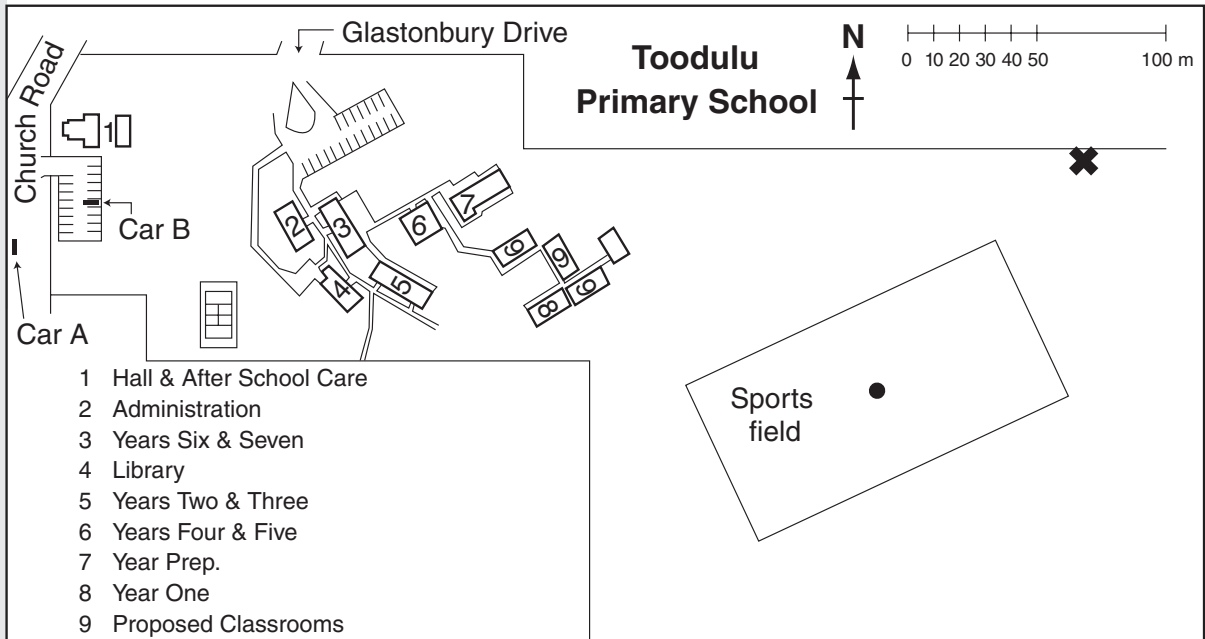 Glastonbury Drive
Toodulu
Primary School
N
0 10 20 30 40 50 100 m
Church Road
1
Car B
Car A
2
3
4
5
6
7
9
8
Sports
field
1 Hall & After School Care
2 Administration
3 Years Six & Seven
4 Library
5 Years Two & Three
6 Years Four & Five
7 Year Prep.
8 Year One
9 Proposed Classrooms